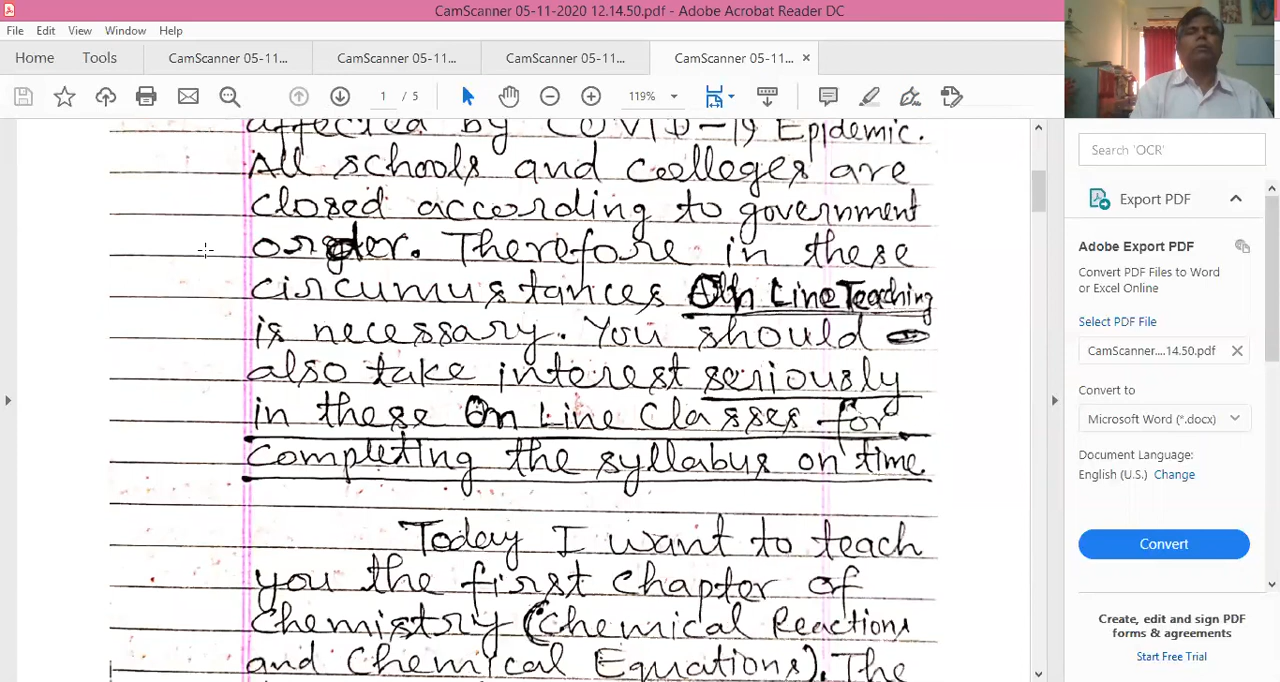 CamScanner 05-11-2020 12.14.50.pdf - Adobe Acrobat Reader DC
File Edit View Window Help
Home Tools CamScanner 05-11... CamScanner 05-11... CamScanner 05-11... CamScanner 05-11... ×
1 / 5 119%
Search 'OCR'
Export PDF
Adobe Export PDF
Convert PDF Files to Word
or Excel Online
Select PDF File
CamScanner....14.50.pdf
Convert to
Microsoft Word (*.docx)
Document Language:
English (U.S.) Change
Convert
Create, edit and sign PDF
forms & agreements
Start Free Trial
affected by COVID-19 Epidemic.
All schools and colleges are
closed according to government
order. Therefore in these
circumustances On Line Teaching
is necessary. You should
also take interest seriously
in these On Line Classes for
completing the syllabus on time.
Today I want to teach
you the first chapter of
Chemistry (Chemical Reactions
and Chemical Equations). The